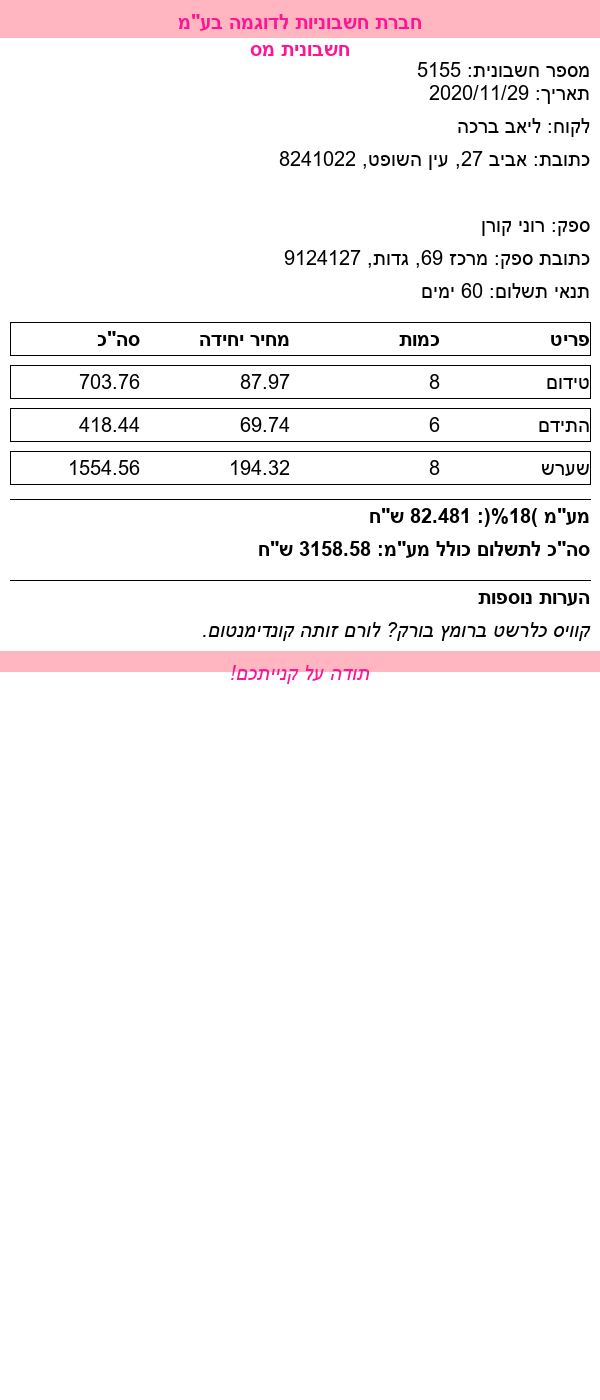 חברת חשבוניות לדוגמה בע"מ
חשבונית מס
מספר חשבונית: 5155
תאריך: 2020/11/29
לקוח: ליאב ברכה
כתובת: אביב 27, עין השופט, 8241022
ספק: רוני קורן
כתובת ספק: מרכז 69, גדות, 9124127
תנאי תשלום: 60 ימים
פריט כמות מחיר יחידה סה"כ
טידום 8 87.97 703.76
התידם 6 69.74 418.44
שערש 8 194.32 1554.56
מע"מ )18%(: 82.481 ש"ח
סה"כ לתשלום כולל מע"מ: 3158.58 ש"ח
הערות נוספות
קוויס כלרשט ברומץ בורק? לורם זותה קונדימנטום.
תודה על קנייתכם!